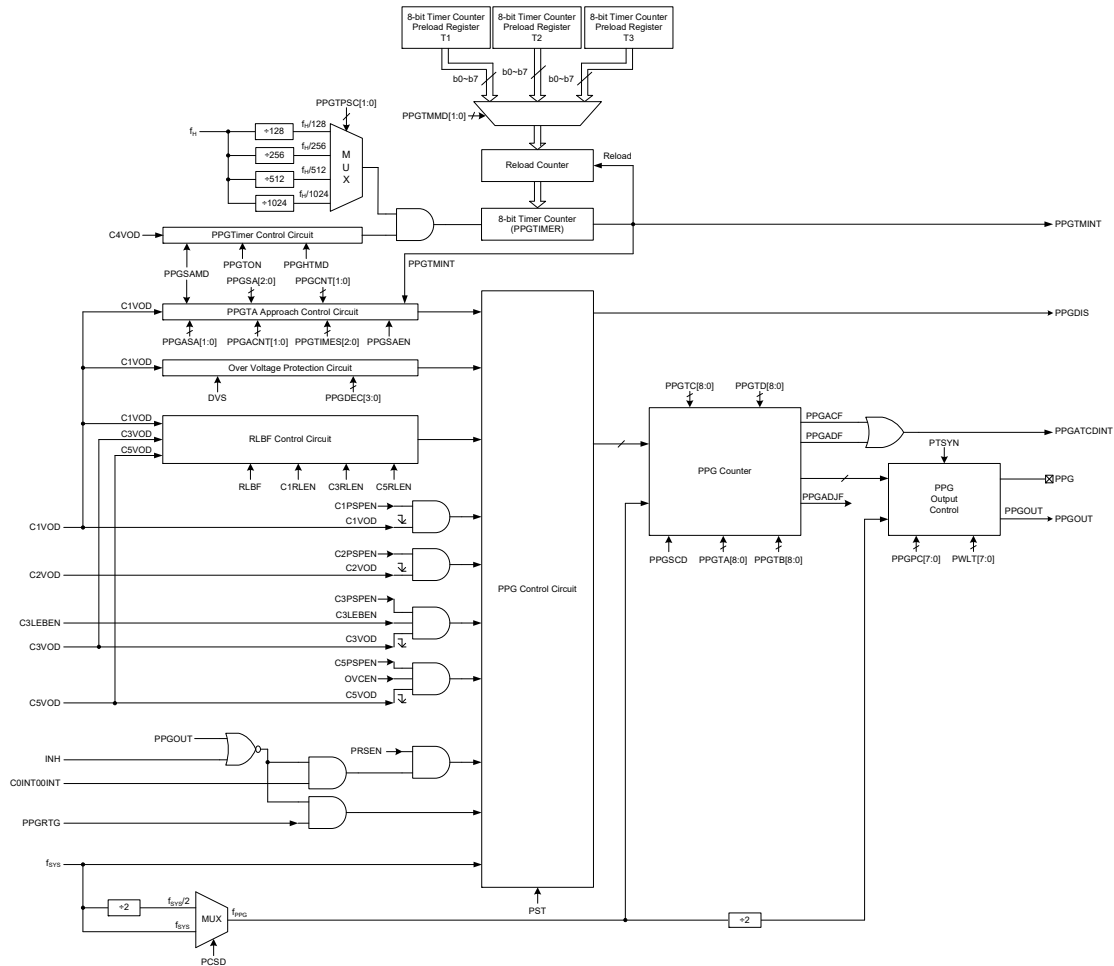 8-bit Timer Counter
Preload Register
T1
8-bit Timer Counter
Preload Register
T2
8-bit Timer Counter
Preload Register
T3
b0~b7
b0~b7
b0~b7
PPGTMMD[1:0]
PPGTPSC[1:0]
fH
÷128
fH/128
÷256
fH/256
÷512
fH/512
÷1024
fH/1024
M
U
X
Reload Counter
Reload
8-bit Timer Counter
(PPGTIMER)
PPGTMINT
C4VOD
PPGTimer Control Circuit
PPGSAMD
PPGTON
PPGHTMD
PPGTMINT
PPGSA[2:0]
PPGCNT[1:0]
C1VOD
PPGTA Approach Control Circuit
PPGDIS
PPGASA[1:0]
PPGACNT[1:0]
PPGTIMES[2:0]
PPGSAEN
C1VOD
Over Voltage Protection Circuit
DVS
PPGDEC[3:0]
C1VOD
C3VOD
C5VOD
RLBF Control Circuit
RLBF
C1RLEN
C3RLEN
C5RLEN
PPGTC[8:0]
PPGTD[8:0]
PPG Counter
PPGACF
PPGADF
PPGATCDINT
PTSYN
PPGADJF
PPG
Output
Control
PPG
PPGOUT
PPGOUT
PPGSCD
PPGTA[8:0]
PPGTB[8:0]
PPGPC[7:0]
PWLT[7:0]
C1PSPEN
C1VOD
C1VOD
C2PSPEN
C2VOD
C2VOD
PPG Control Circuit
C3PSPEN
C3LEBEN
C3LEBEN
C3VOD
C3VOD
C5PSPEN
OVCEN
C5VOD
C5VOD
PPGOUT
INH
PRSEN
C0INT00INT
PPGRTG
fSYS
PST
÷2
fSYS/2
fSYS
MUX
fPPG
÷2
PCSD